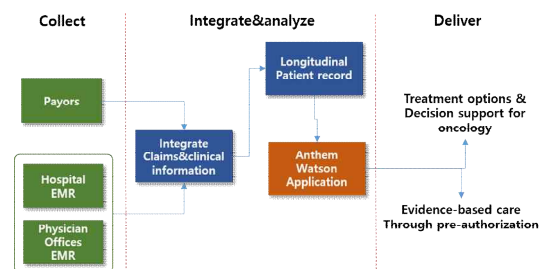 Collect
Integrate&analyze
Deliver
Payors
Hospital
EMR
Physician
Offices
EMR
Integrate
Claims&clinical
information
Longitudinal
Patient record
Anthem
Watson
Application
Treatment options &
Decision support for
oncology
Evidence-based care
Through pre-authorization